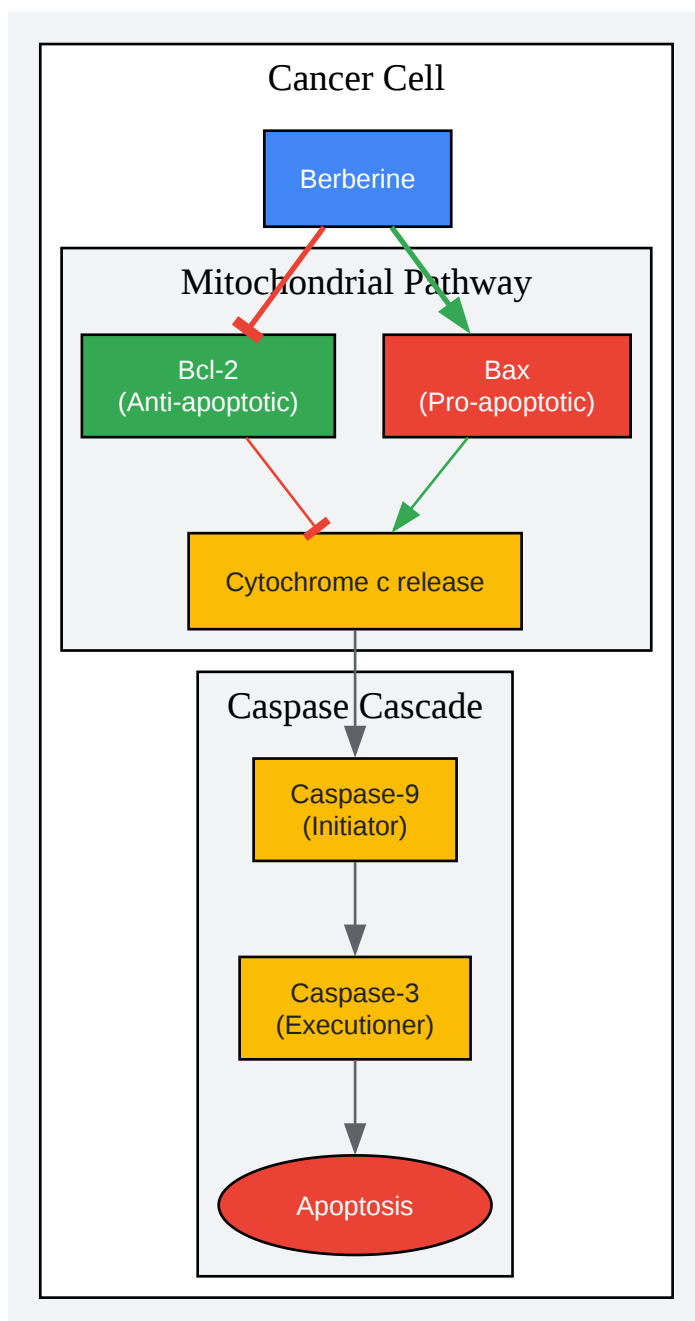 Cancer Cell
Berberine
Mitochondrial Pathway
Bcl-2
(Anti-apoptotic)
Bax
(Pro-apoptotic)
Cytochrome c release
Caspase Cascade
Caspase-9
(Initiator)
Caspase-3
(Executioner)
Apoptosis